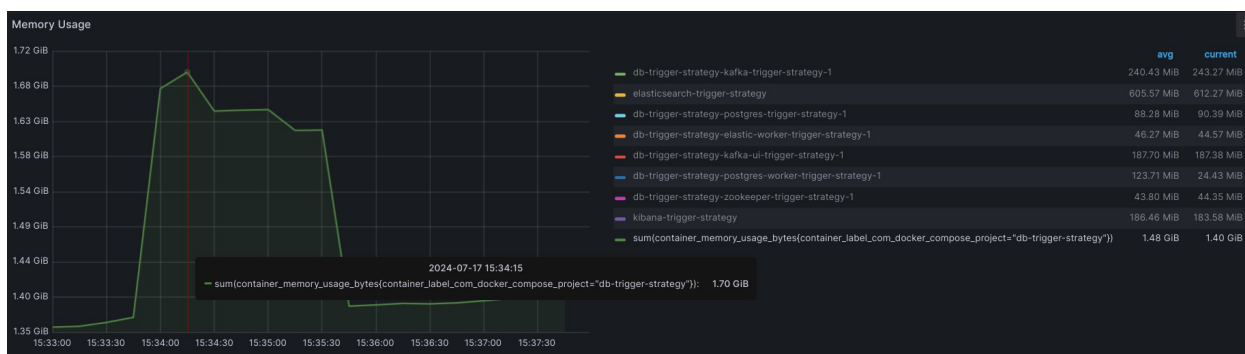 Memory Usage
1.72 GiB
1.68 GiB
1.63 GiB
1.58 GiB
1.54 GiB
1.49 GiB
1.44 GiB
1.40 GiB
1.35 GiB
15:33:00 15:33:30 15:34:00 15:34:30 15:35:00 15:35:30 15:36:00 15:36:30 15:37:00 15:37:30
2024-07-17 15:34:15
sum(container_memory_usage_bytes{container_label_com_docker_compose_project="db-trigger-strategy"}): 1.70 GiB
avg current
db-trigger-strategy-kafka-trigger-strategy-1 240.43 MiB 243.27 MiB
elasticsearch-trigger-strategy 605.57 MiB 612.27 MiB
db-trigger-strategy-postgres-trigger-strategy-1 88.28 MiB 90.39 MiB
db-trigger-strategy-elastic-worker-trigger-strategy-1 46.27 MiB 44.57 MiB
db-trigger-strategy-kafka-ui-trigger-strategy-1 187.70 MiB 187.38 MiB
db-trigger-strategy-postgres-worker-trigger-strategy-1 123.71 MiB 24.43 MiB
db-trigger-strategy-zookeeper-trigger-strategy-1 43.80 MiB 44.35 MiB
kibana-trigger-strategy 186.46 MiB 183.58 MiB
sum(container_memory_usage_bytes{container_label_com_docker_compose_project="db-trigger-strategy"}) 1.48 GiB 1.40 GiB